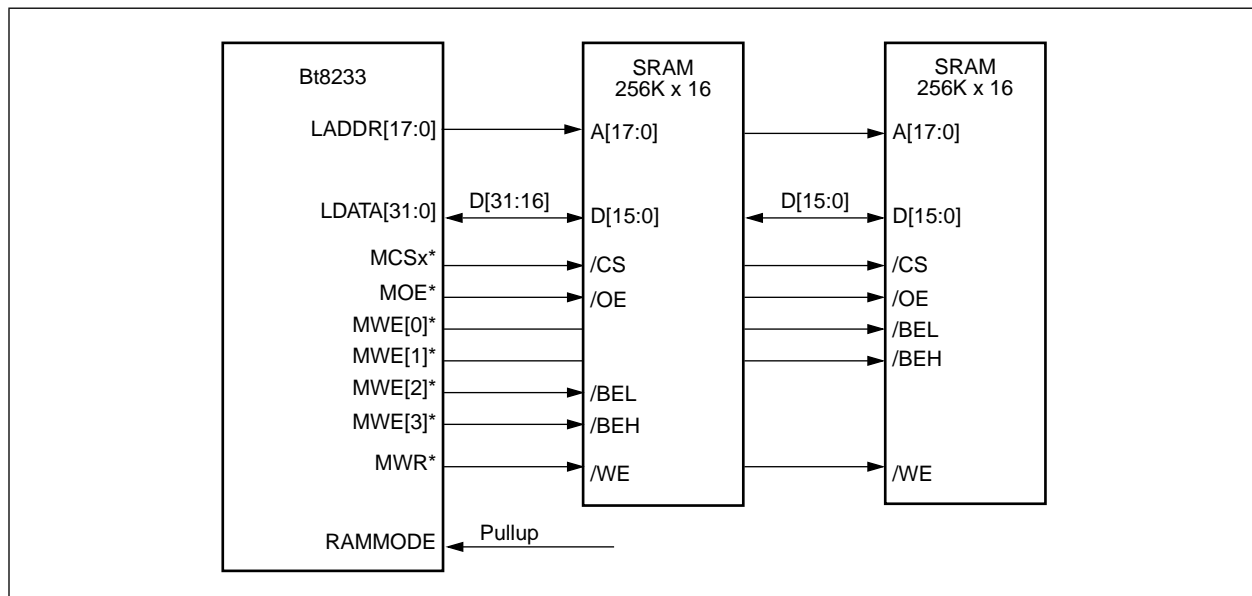 Bt8233
SRAM
256K x 16
SRAM
256K x 16
LADDR[17:0]
A[17:0]
A[17:0]
LDATA[31:0]
D[31:16]
D[15:0]
D[15:0]
D[15:0]
MCSx*
/CS
/CS
MOE*
/OE
/OE
MWE[0]*
/BEL
MWE[1]*
/BEH
MWE[2]*
/BEL
MWE[3]*
/BEH
MWR*
/WE
/WE
RAMMODE
Pullup